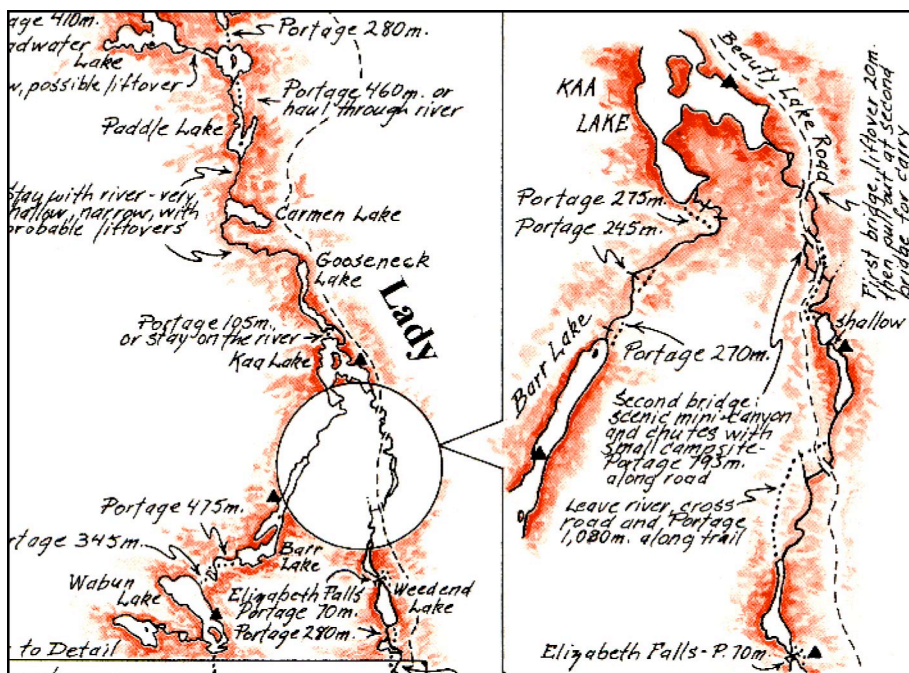 age 410m.
Portage 280m.
adwater
Lake
w, possible liftover
Portage 460m. or
haul through river
Paddle Lake
Stay with river - very
shallow, narrow, with
probable liftovers
Carmen Lake
Gooseneck
Lake
Lady
Portage 105m.
or stay on the river
Kaa Lake
Portage 475m.
rtage 345m.
Barr
Lake
Wabun
Lake
Elizabeth Falls
Portage 70m.
Weedend
Lake
Portage 280m.
to Detail
KAA
LAKE
Beauty Lake Road
First bridge, liftover 20m.
then pull out at second
bridge for carry
Portage 275m.
Portage 245m.
Barr Lake
Portage 270m.
shallow
Second bridge:
scenic mini-canyon
and chutes with
small campsite-
Portage 793m.
along road
Leave river, cross
road and Portage
1,080m. along trail
Elizabeth Falls - P. 70m.